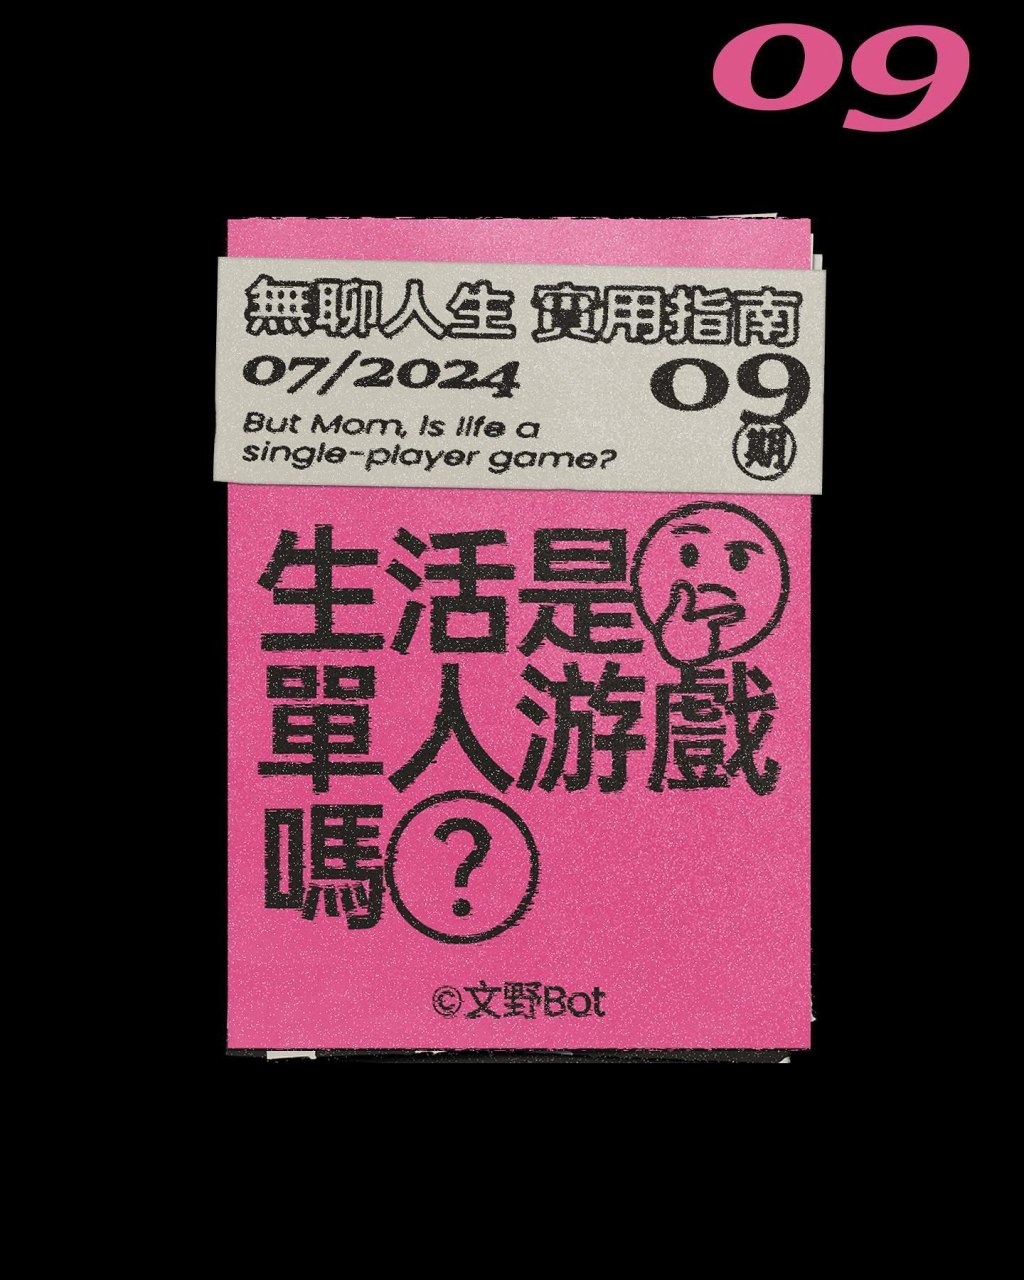 09
無聊人生 實用指南
07/2024
09
期
But Mom, is life a
single-player game?
生活是
單人游戲
嗎?
©文野Bot